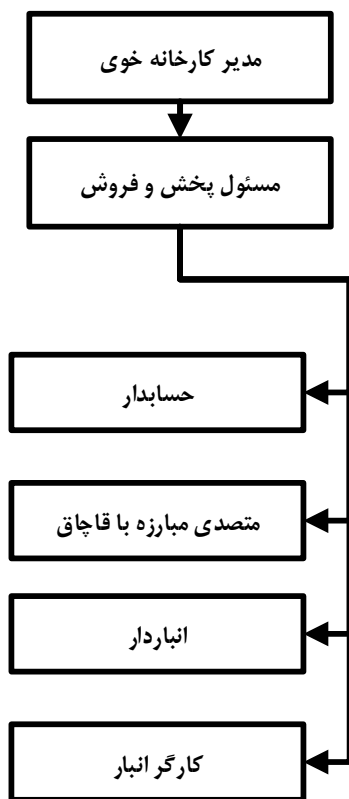 مدیر کارخانه خوی
مسئول پخش و فروش
حسابدار
متصدی مبارزه با قاچاق
انباردار
کارگر انبار